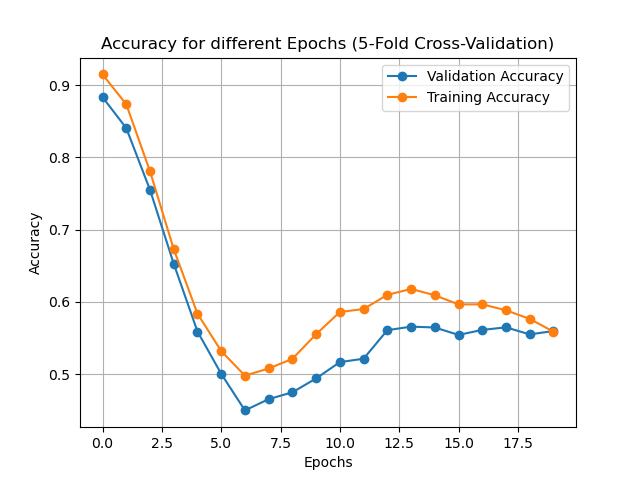 Accuracy for different Epochs (5-Fold Cross-Validation)
Validation Accuracy
Training Accuracy
0.9
0.8
0.7
0.6
0.5
Accuracy
0.0 2.5 5.0 7.5 10.0 12.5 15.0 17.5
Epochs